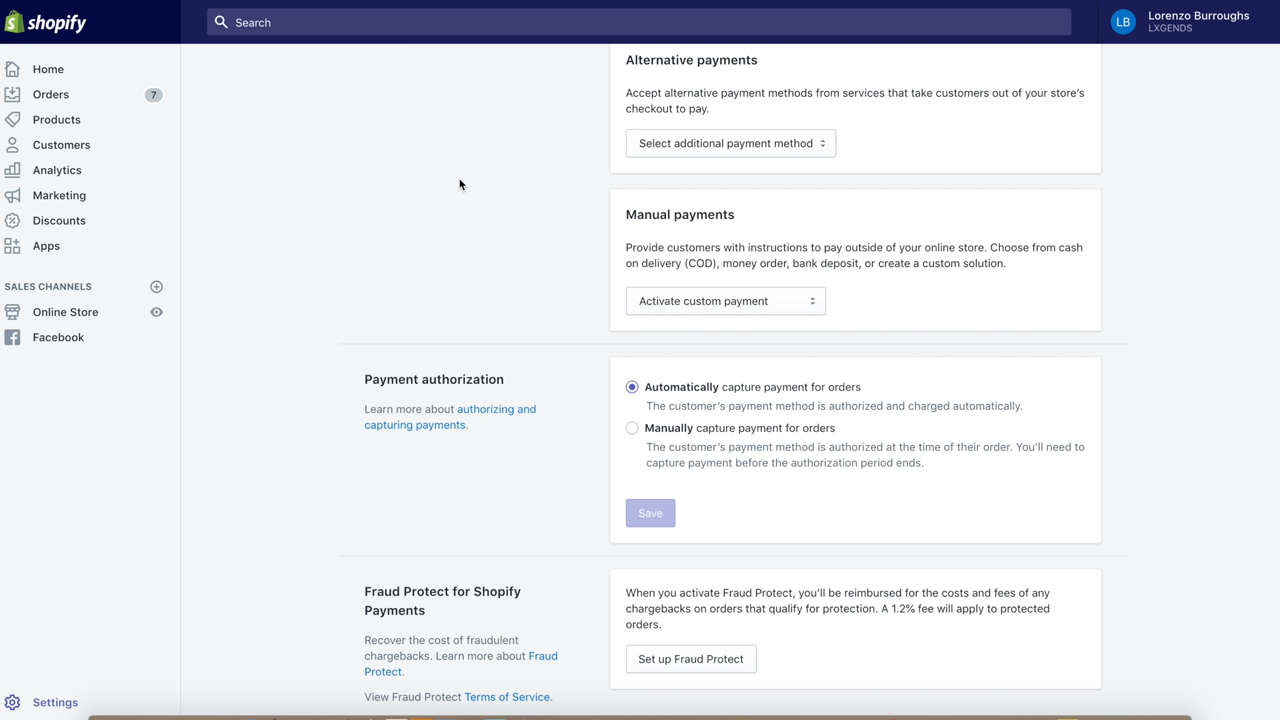 shopify
Search
LB
Lorenzo Burroughs
LXGENDS
Home
Orders
7
Products
Customers
Analytics
Marketing
Discounts
Apps
SALES CHANNELS
Online Store
Facebook
Settings
Alternative payments
Accept alternative payment methods from services that take customers out of your store's
checkout to pay.
Select additional payment method
Manual payments
Provide customers with instructions to pay outside of your online store. Choose from cash
on delivery (COD), money order, bank deposit, or create a custom solution.
Activate custom payment
Payment authorization
Learn more about authorizing and
capturing payments.
Automatically capture payment for orders
The customer's payment method is authorized and charged automatically.
Manually capture payment for orders
The customer's payment method is authorized at the time of their order. You'll need to
capture payment before the authorization period ends.
Save
Fraud Protect for Shopify
Payments
Recover the cost of fraudulent
chargebacks. Learn more about Fraud
Protect.
View Fraud Protect Terms of Service.
When you activate Fraud Protect, you'll be reimbursed for the costs and fees of any
chargebacks on orders that qualify for protection. A 1.2% fee will apply to protected
orders.
Set up Fraud Protect